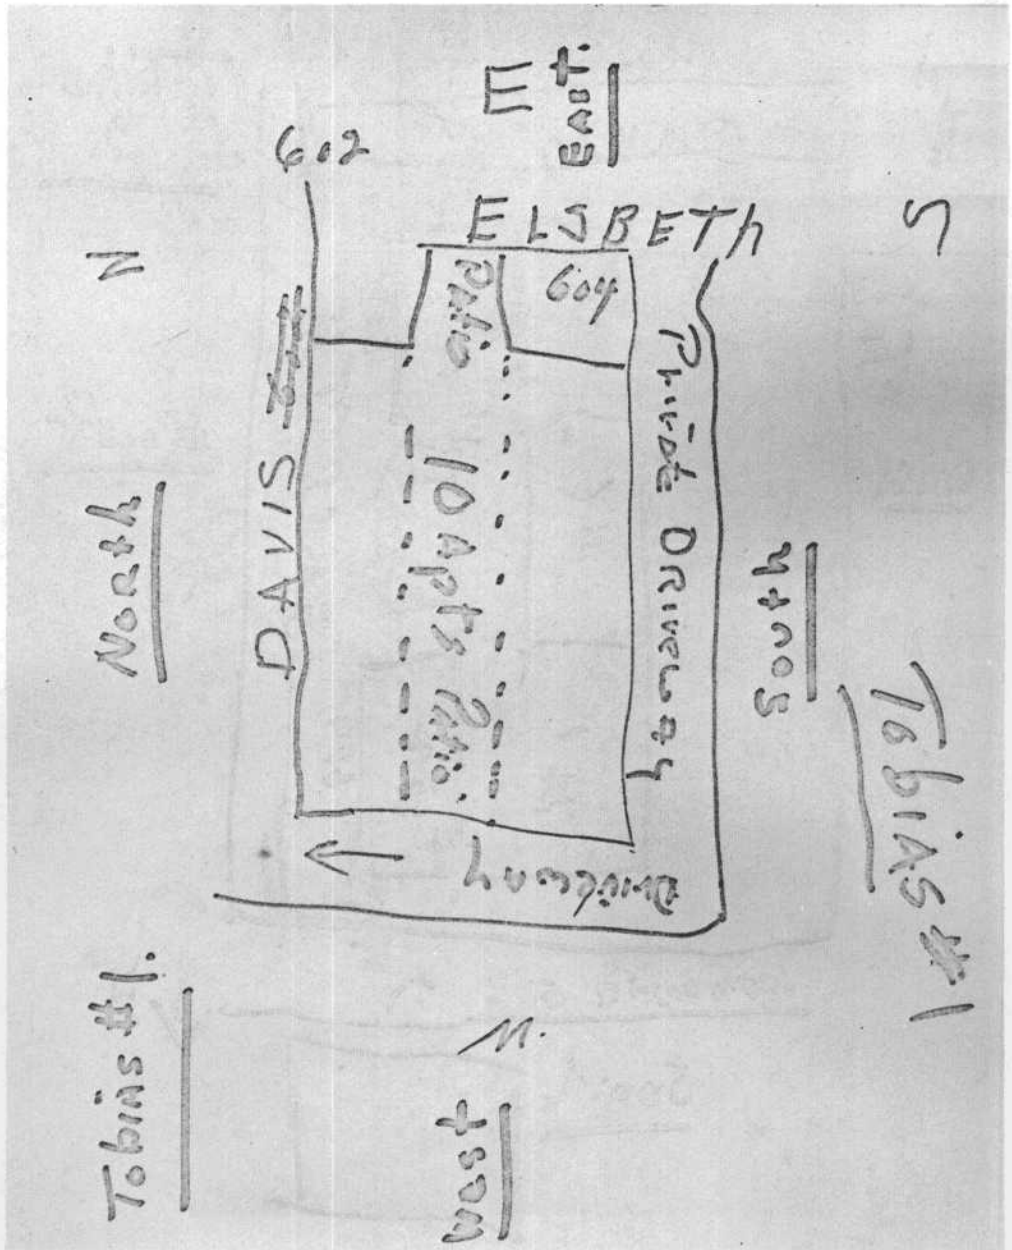 E
EAST.
602
ELSBETh
S
N
Patio
604
Private DRiveway
DAVIS
10 Apts Patio
North
South
Tobias #1
Driveway
Tobias #1.
W.
West